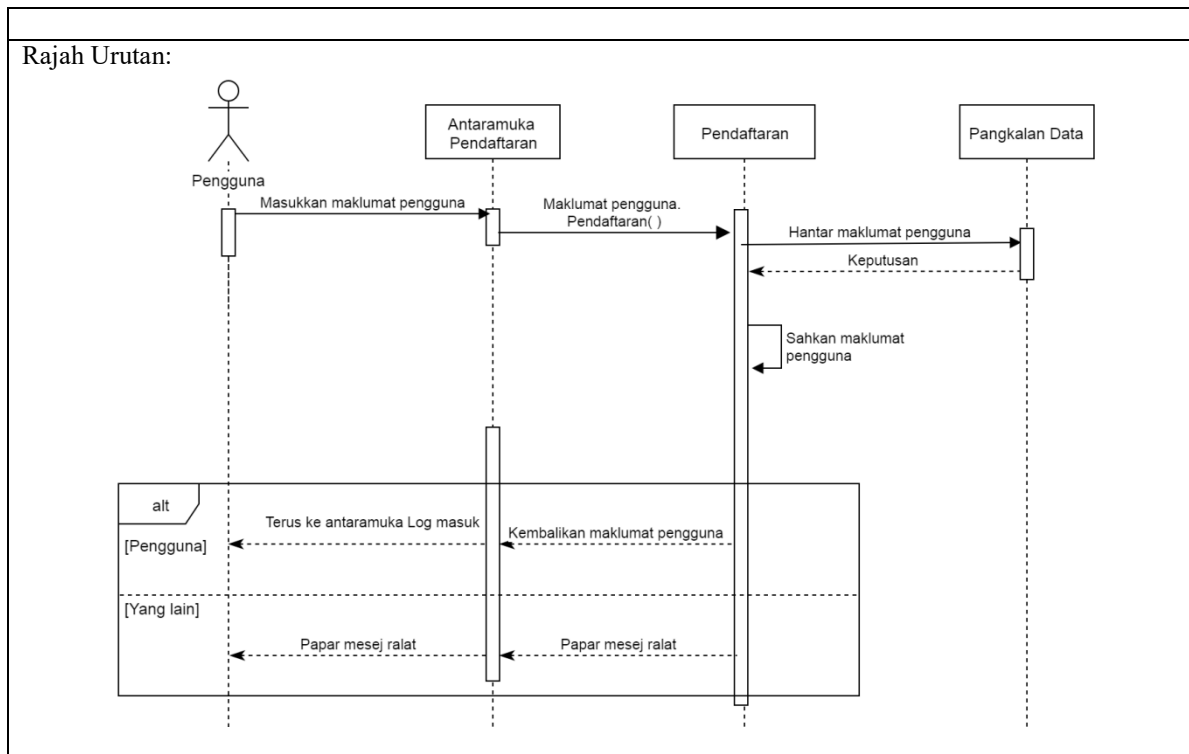 Rajah Urutan:
Pengguna
Antaramuka
Pendaftaran
Pendaftaran
Pangkalan Data
Masukkan maklumat pengguna
Maklumat pengguna.
Pendaftaran( )
Hantar maklumat pengguna
Keputusan
Sahkan maklumat
pengguna
alt
[Pengguna]
Terus ke antaramuka Log masuk
Kembalikan maklumat pengguna
[Yang lain]
Papar mesej ralat
Papar mesej ralat